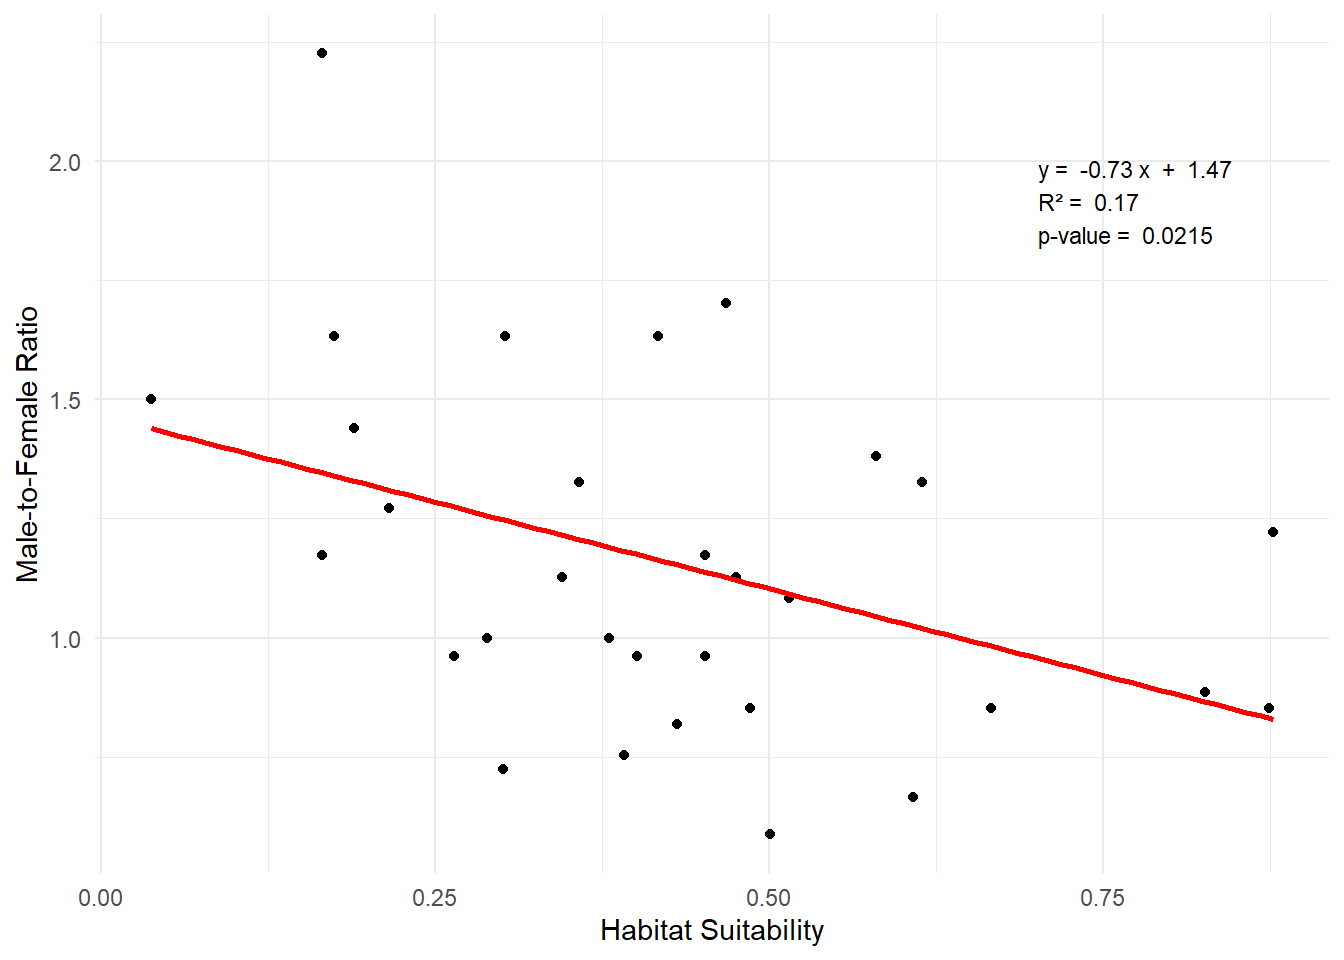 y = -0.73 x + 1.47
R² = 0.17
p-value = 0.0215
Male-to-Female Ratio
2.0
1.5
1.0
0.00 0.25 0.50 0.75
Habitat Suitability